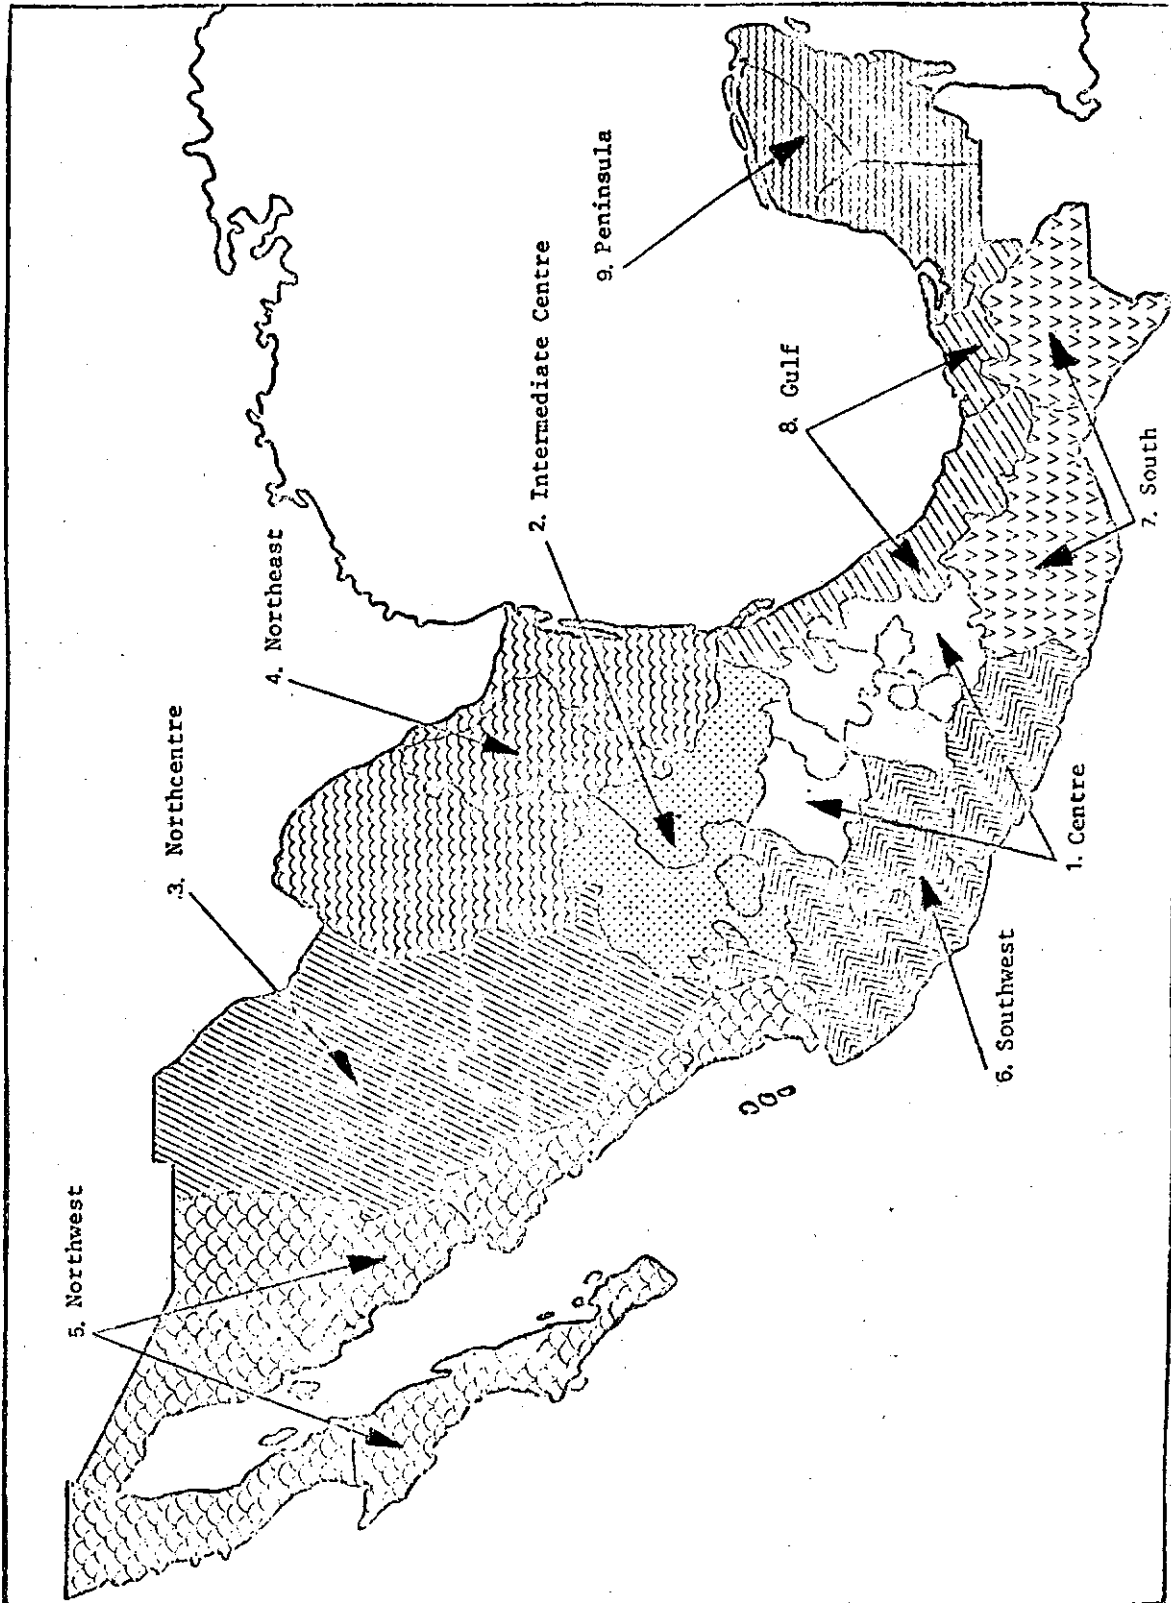 5. Northwest
3. Northcentre
4. Northeast
2. Intermediate Centre
9. Peninsula
8. Gulf
6. Southwest
1. Centre
7. South